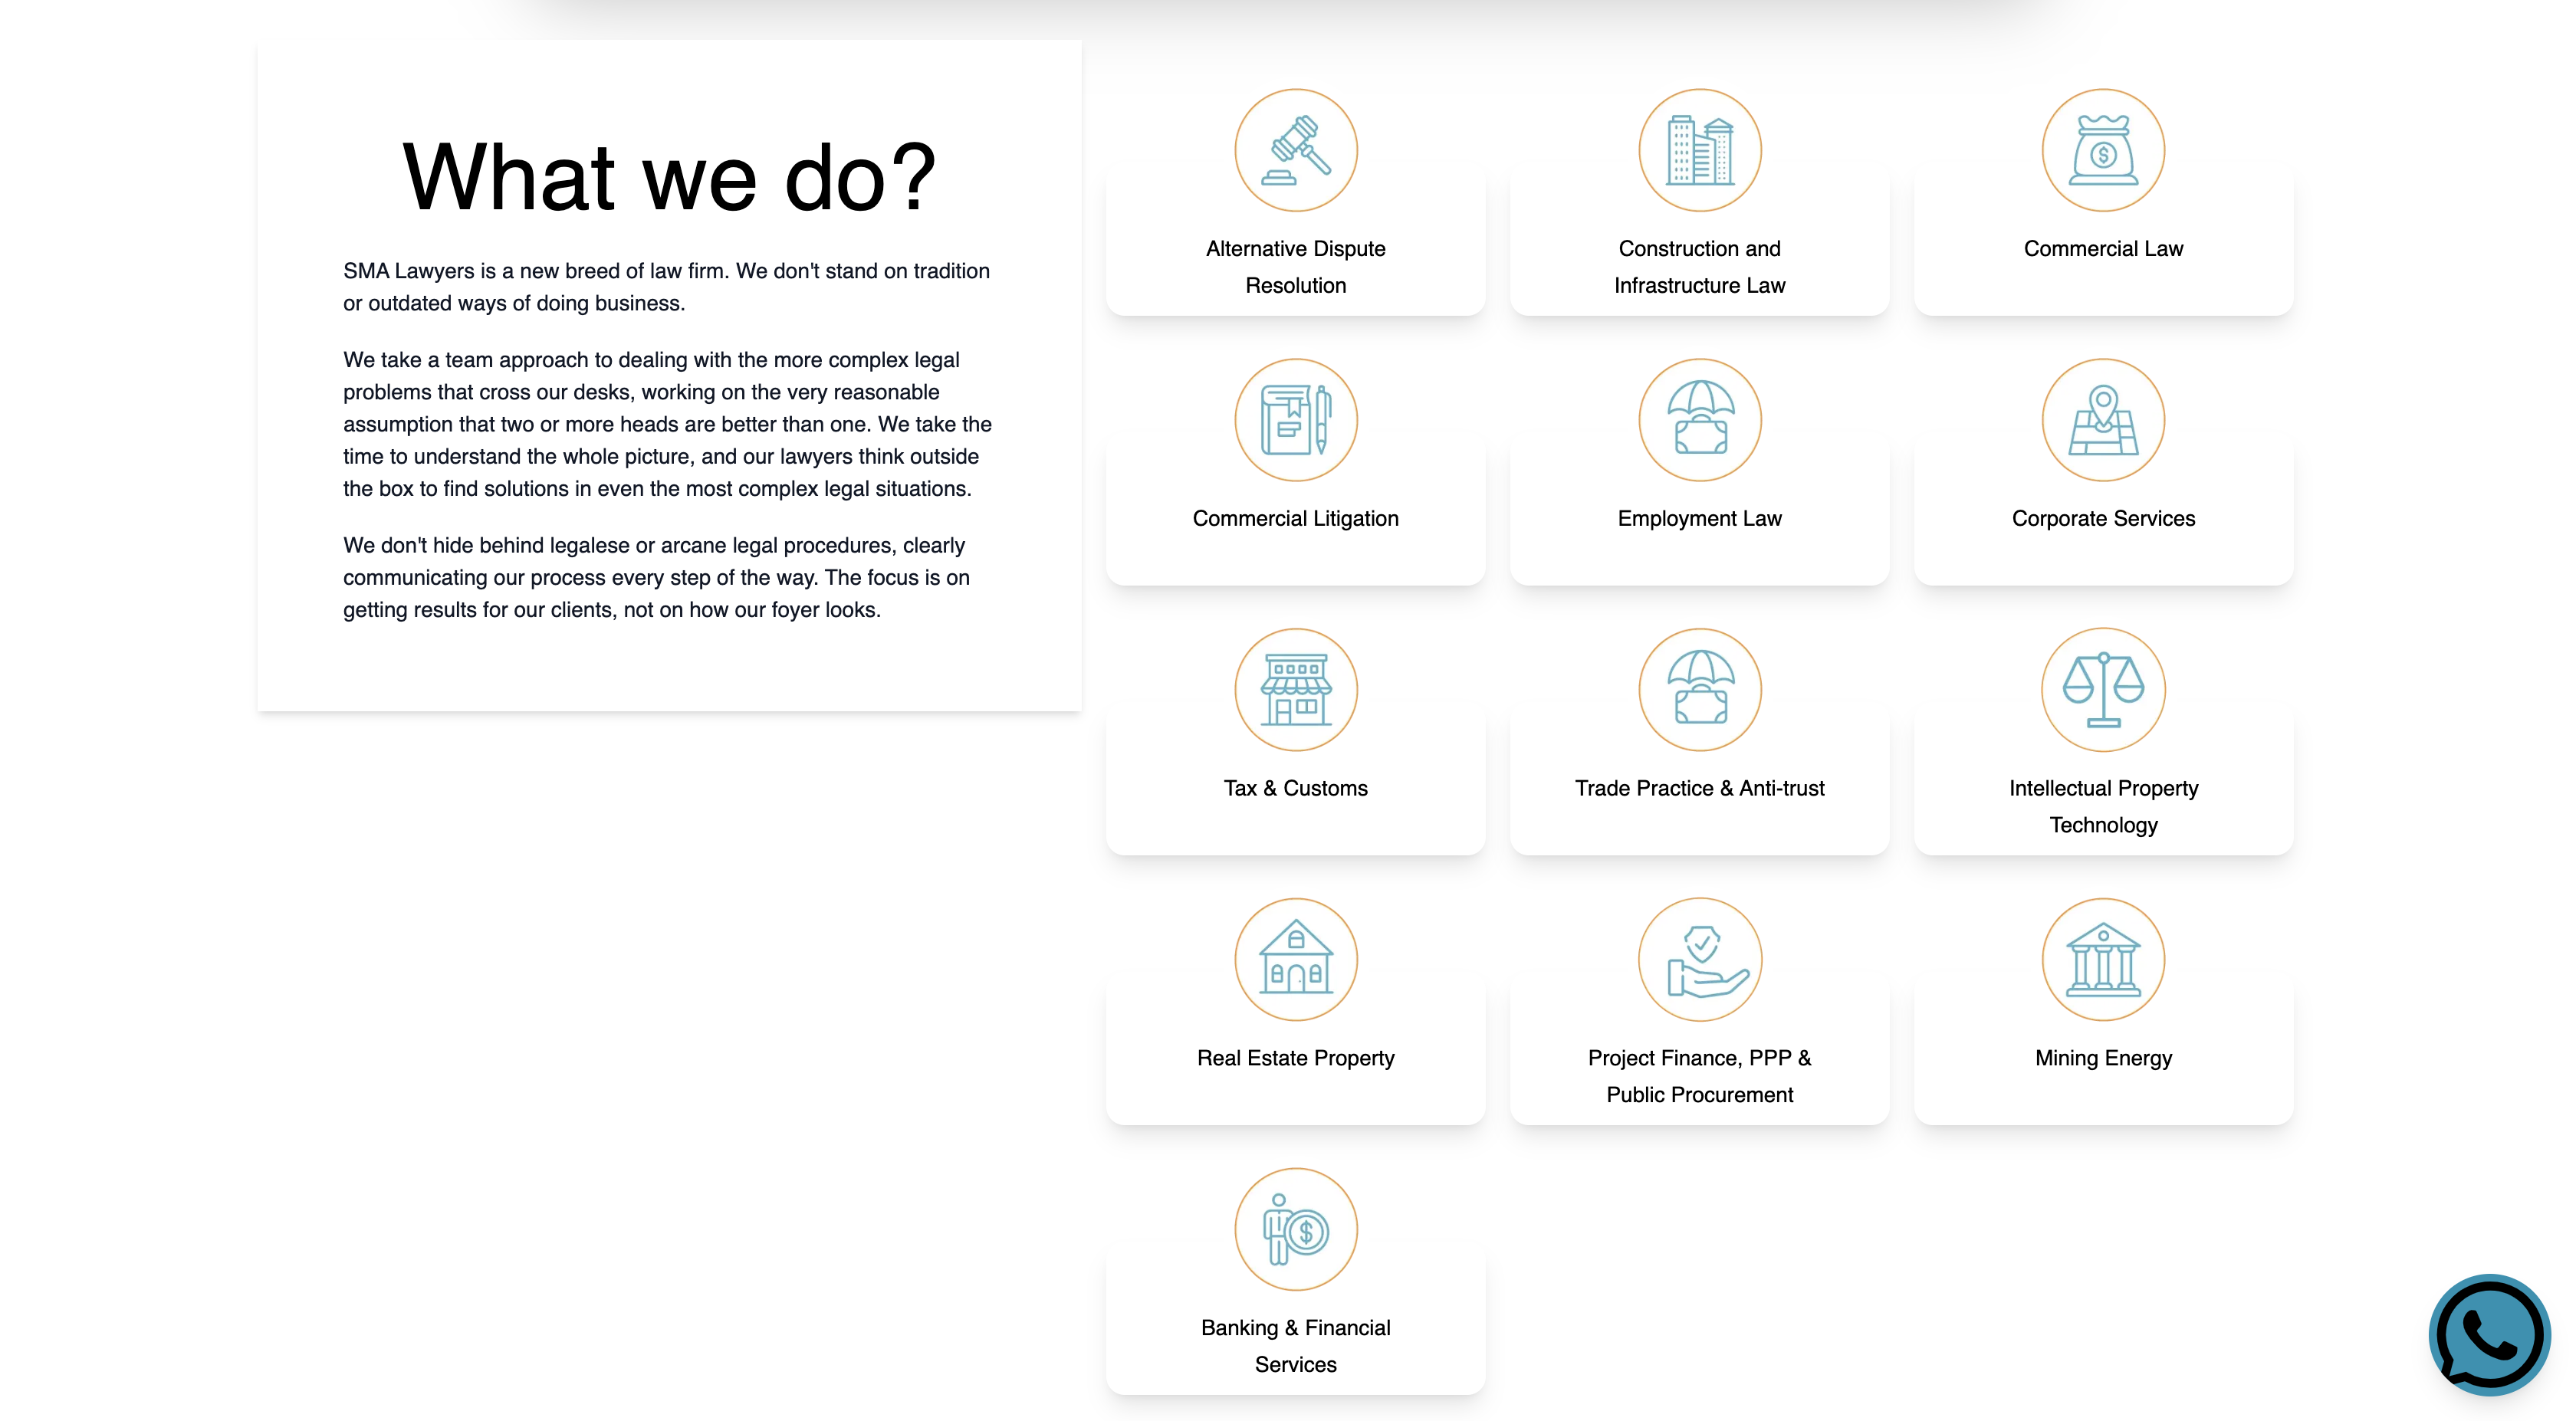 What we do?
SMA Lawyers is a new breed of law firm. We don't stand on tradition
or outdated ways of doing business.
We take a team approach to dealing with the more complex legal
problems that cross our desks, working on the very reasonable
assumption that two or more heads are better than one. We take the
time to understand the whole picture, and our lawyers think outside
the box to find solutions in even the most complex legal situations.
We don't hide behind legalese or arcane legal procedures, clearly
communicating our process every step of the way. The focus is on
getting results for our clients, not on how our foyer looks.
Alternative Dispute
Resolution
Construction and
Infrastructure Law
$
Commercial Law
Commercial Litigation
Employment Law
Corporate Services
Tax & Customs
Trade Practice & Anti-trust
Intellectual Property
Technology
Real Estate Property
Project Finance, PPP &
Public Procurement
Mining Energy
$
Banking & Financial
Services